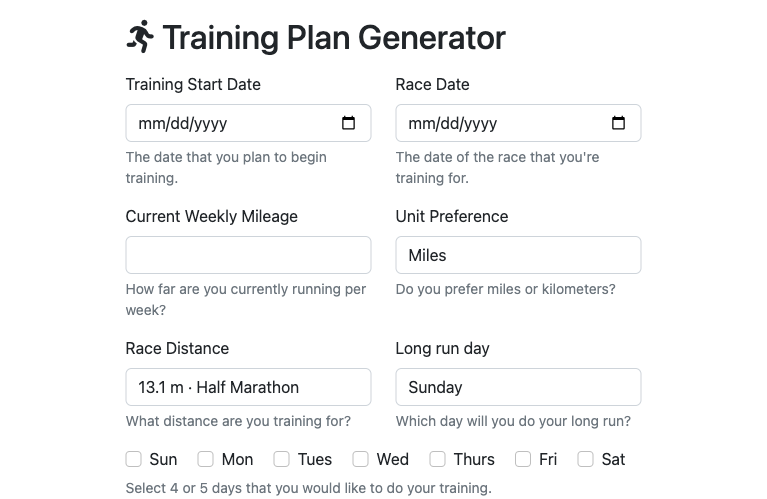 Training Plan Generator
Training Start Date
Race Date
mm/dd/yyyy
mm/dd/yyyy
The date that you plan to begin
training.
The date of the race that you're
training for.
Current Weekly Mileage
Unit Preference
Miles
How far are you currently running per
week?
Do you prefer miles or kilometers?
Race Distance
Long run day
13.1 m · Half Marathon
Sunday
What distance are you training for?
Which day will you do your long run?
Sun Mon Tues Wed Thurs Fri Sat
Select 4 or 5 days that you would like to do your training.